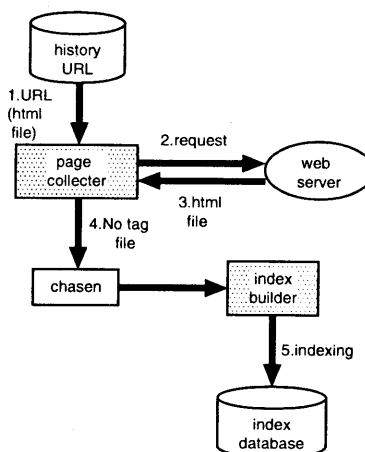 history
URL
1.URL
(html
file)
page
collecter
2.request
web
server
3.html
file
4.No tag
file
chasen
index
builder
5.indexing
index
database